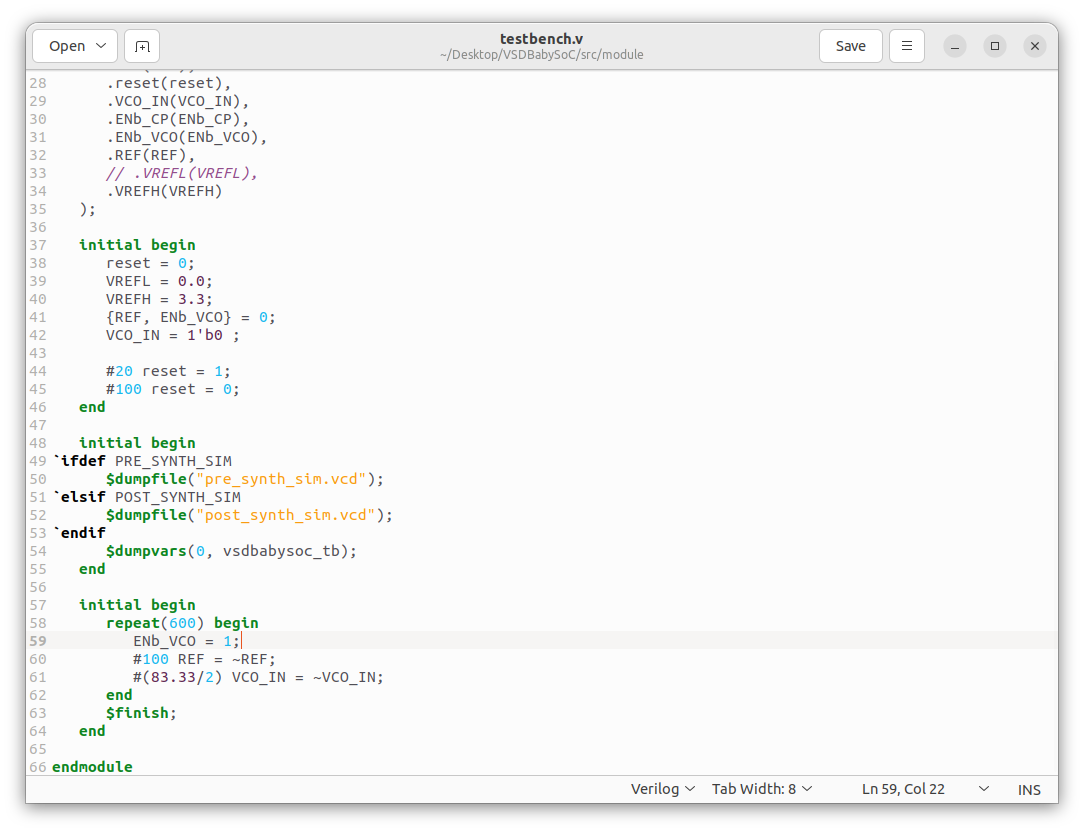 Open
testbench.v
~/Desktop/VSDBabySoC/src/module
Save
28 .reset(reset),
29 .VCO_IN(VCO_IN),
30 .ENb_CP(ENb_CP),
31 .ENb_VCO(ENb_VCO),
32 .REF(REF),
33 // .VREFL(VREFL),
34 .VREFH(VREFH)
35 );
36
37 initial begin
38 reset = 0;
39 VREFL = 0.0;
40 VREFH = 3.3;
41 {REF, ENb_VCO} = 0;
42 VCO_IN = 1'b0 ;
43
44 #20 reset = 1;
45 #100 reset = 0;
46 end
47
48 initial begin
49 `ifdef PRE_SYNTH_SIM
50 $dumpfile("pre_synth_sim.vcd");
51 `elsif POST_SYNTH_SIM
52 $dumpfile("post_synth_sim.vcd");
53 `endif
54 $dumpvars(0, vsdbabysoc_tb);
55 end
56
57 initial begin
58 repeat(600) begin
59 ENb_VCO = 1;
60 #100 REF = ~REF;
61 #(83.33/2) VCO_IN = ~VCO_IN;
62 end
63 $finish;
64 end
65
66 endmodule
Verilog Tab Width: 8 Ln 59, Col 22 INS